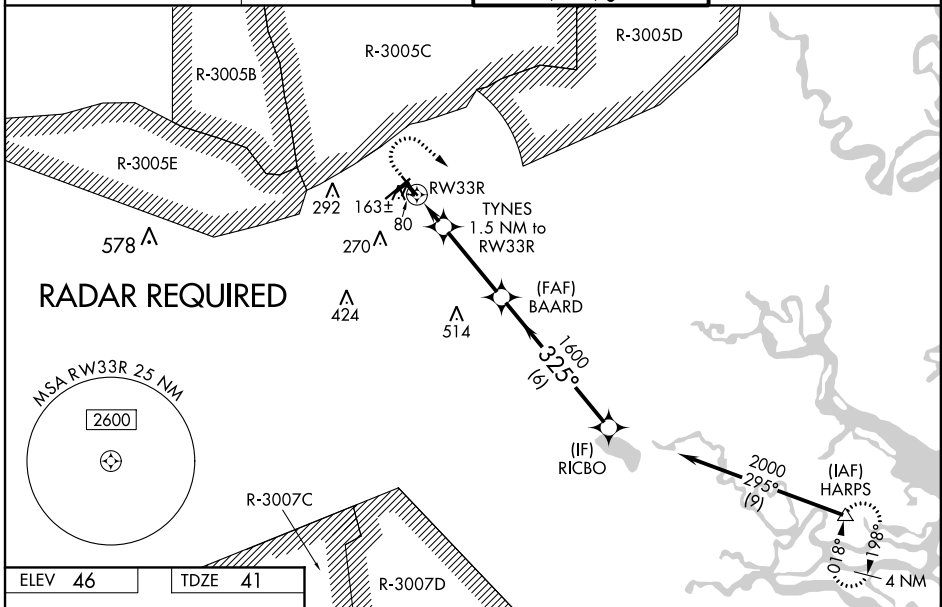 R-3005B
R-3005C
R-3005D
R-3005E
RW33R
292
163±
80
TYNES
1.5 NM to
RW33R
578
270
RADAR REQUIRED
(FAF)
BAARD
424
514
1600
325°
(6)
MSA RW33R 25 NM
2600
(IF)
RICBO
2000
295°
(9)
(IAF)
HARPS
018°
198°
4 NM
R-3007C
R-3007D
ELEV 46
TDZE 41